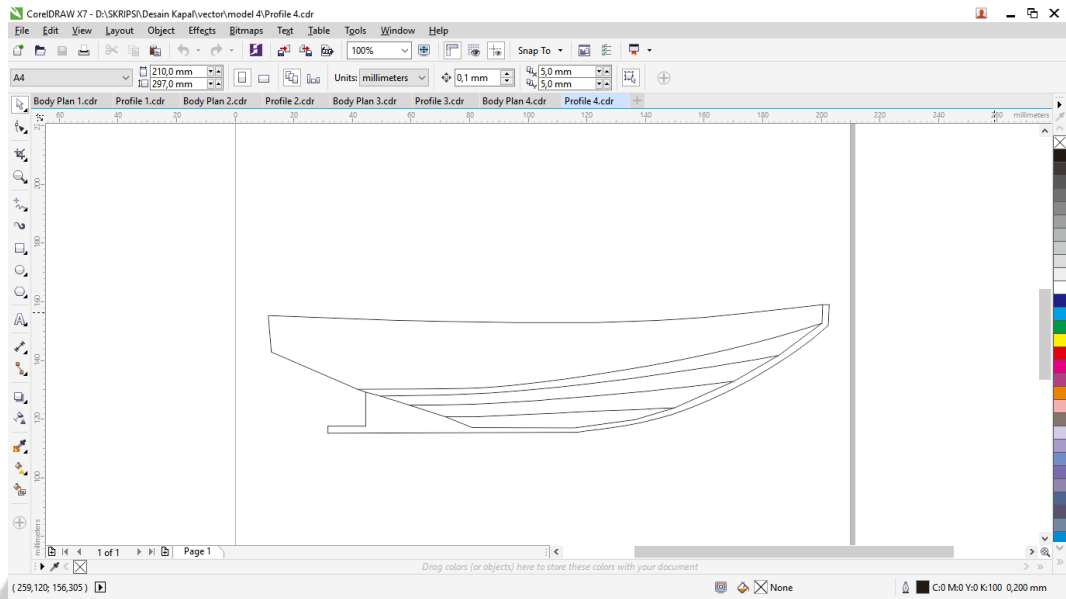 CorelDRAW X7 - D:\SKRIPSI\Desain Kapal\vector\model 4\Profile 4.cdr
File Edit View Layout Object Effects Bitmaps Text Table Tools Window Help
100% Snap To
A4 210,0 mm 297,0 mm Units: millimeters 0,1 mm 5,0 mm 5,0 mm
Body Plan 1.cdr Profile 1.cdr Body Plan 2.cdr Profile 2.cdr Body Plan 3.cdr Profile 3.cdr Body Plan 4.cdr Profile 4.cdr
60 40 20 0 20 40 60 80 100 120 140 160 180 200 220 240 260 millimeters
200
180
160
140
120
100
millimeters
1 of 1 Page 1
Drag colors (or objects) here to store these colors with your document
( 259,120; 156,305 ) None C:0 M:0 Y:0 K:100 0,200 mm